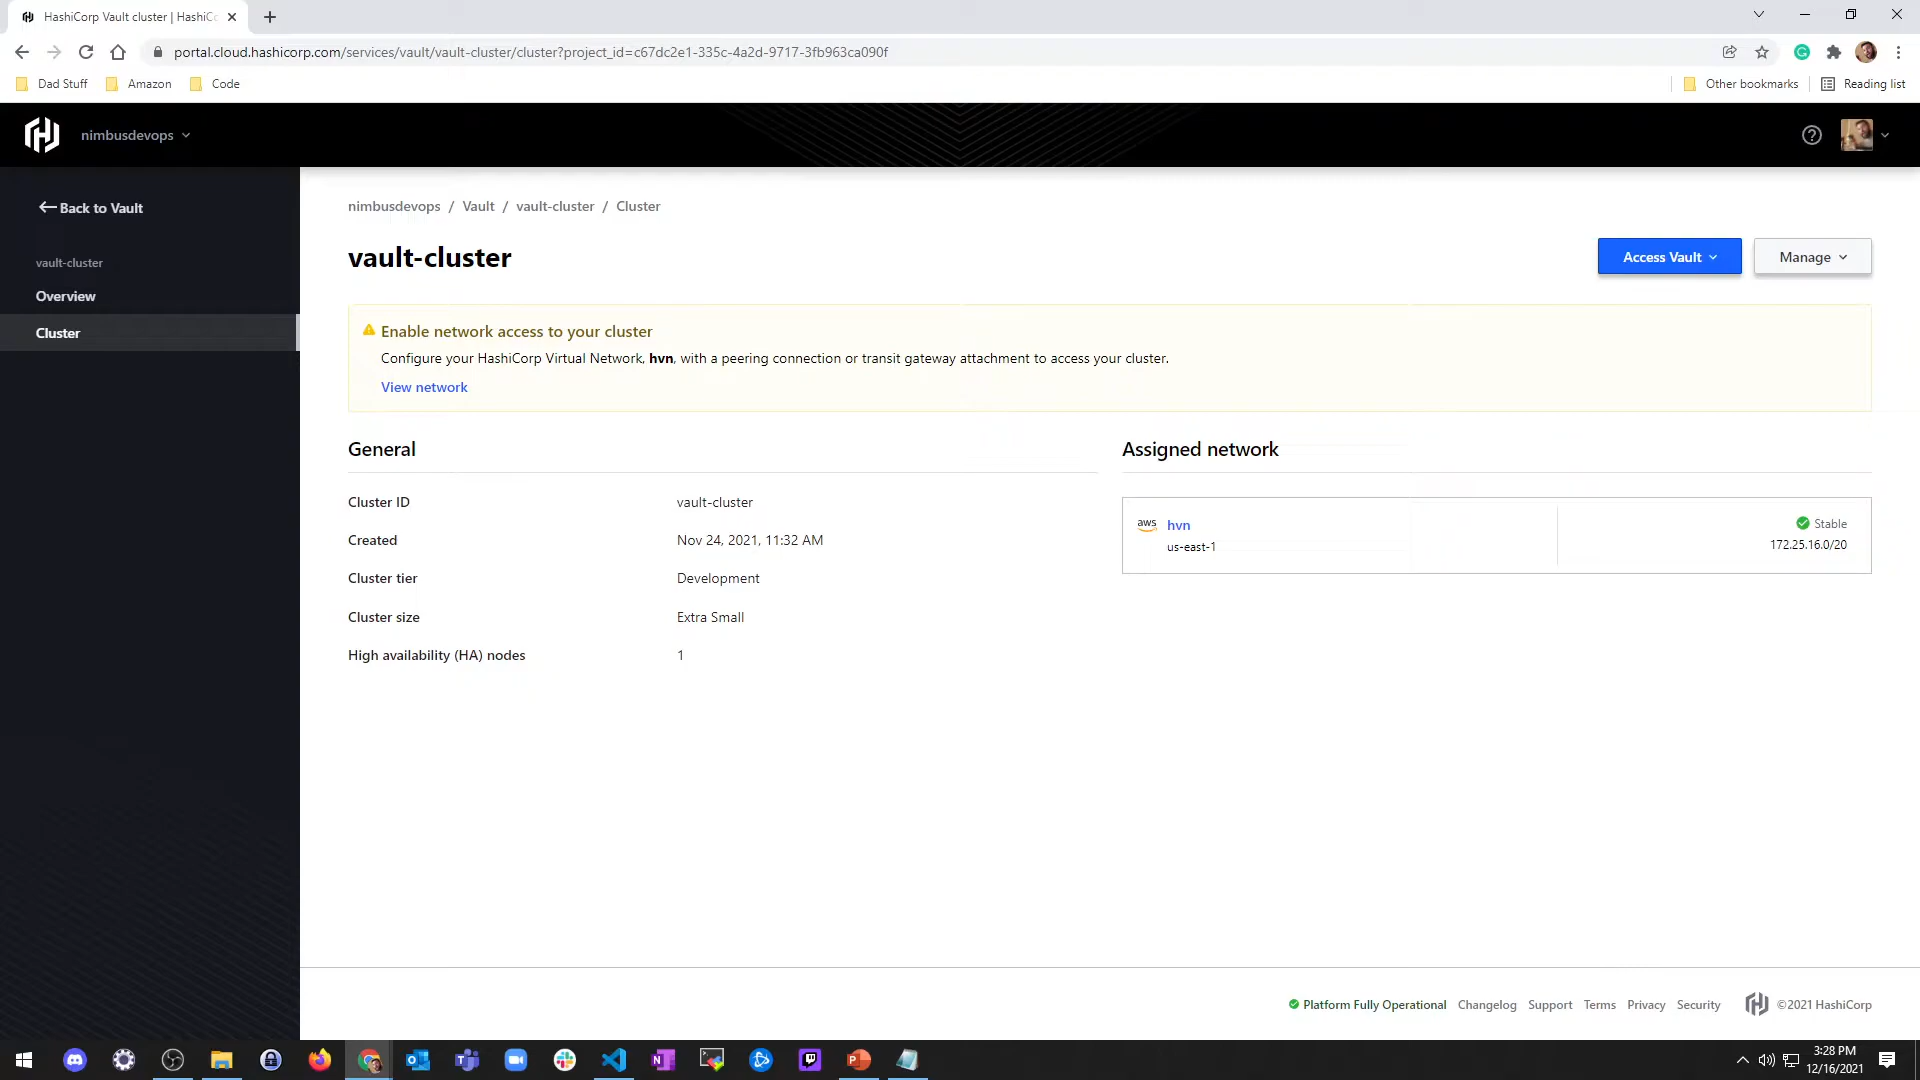 HashiCorp Vault cluster | HashiC
portal.cloud.hashicorp.com/services/vault/vault-cluster/cluster?project_id=c67dc2e1-335c-4a2d-9717-3fb963ca090f
Dad Stuff
Amazon
Code
Other bookmarks
Reading list
nimbusdevops
Back to Vault
vault-cluster
Overview
Cluster
nimbusdevops / Vault / vault-cluster / Cluster
vault-cluster
Access Vault
Manage
Enable network access to your cluster
Configure your HashiCorp Virtual Network, hvn, with a peering connection or transit gateway attachment to access your cluster.
View network
General
Cluster ID vault-cluster
Created Nov 24, 2021, 11:32 AM
Cluster tier Development
Cluster size Extra Small
High availability (HA) nodes 1
Assigned network
aws hvn
us-east-1
Stable
172.25.16.0/20
Platform Fully Operational Changelog Support Terms Privacy Security ©2021 HashiCorp
3:28 PM
12/16/2021